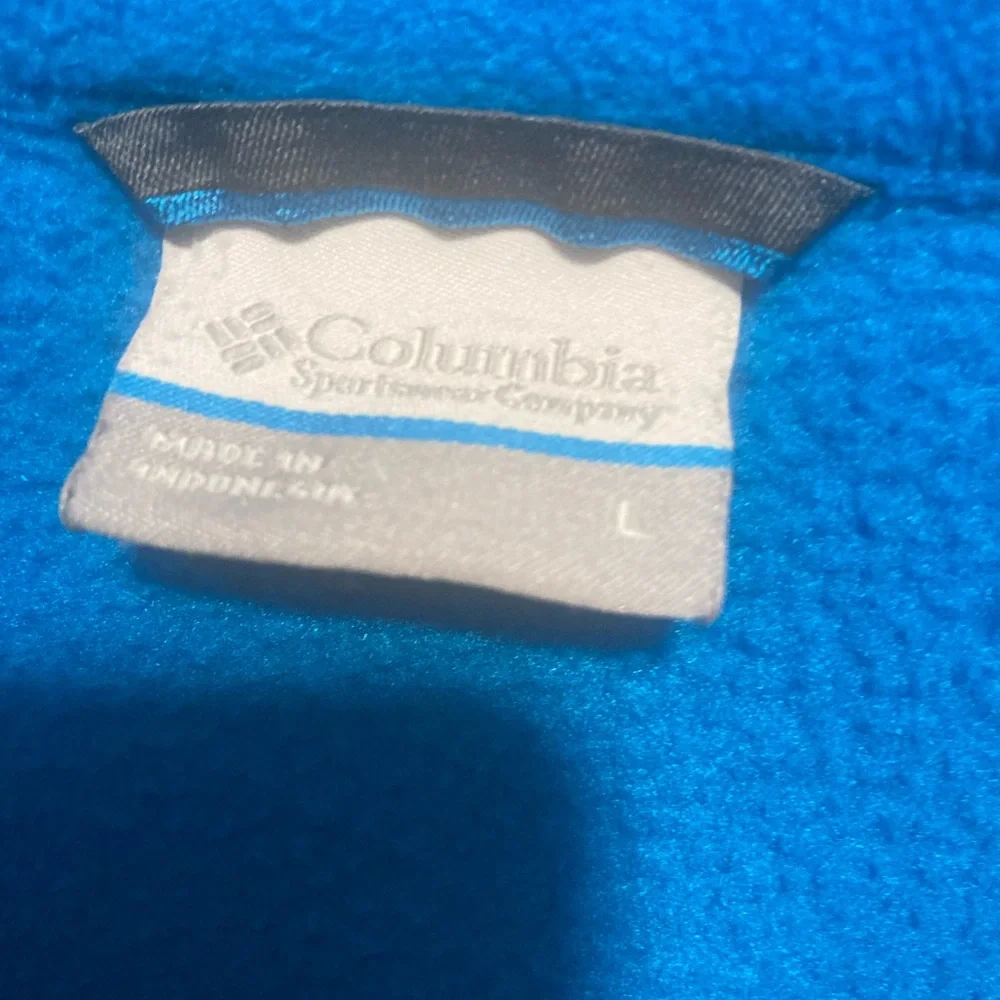 Columbia
Sportswear Company
MADE IN
INDONESIA
L